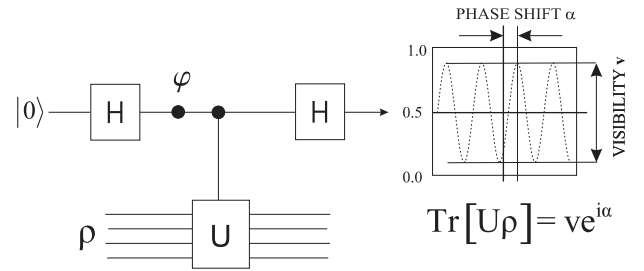 PHASE SHIFT α
φ
|0⟩ H H
1.0
0.5
0.0
VISIBILITY v
ρ U
Tr[Uρ] = ve^{iα}